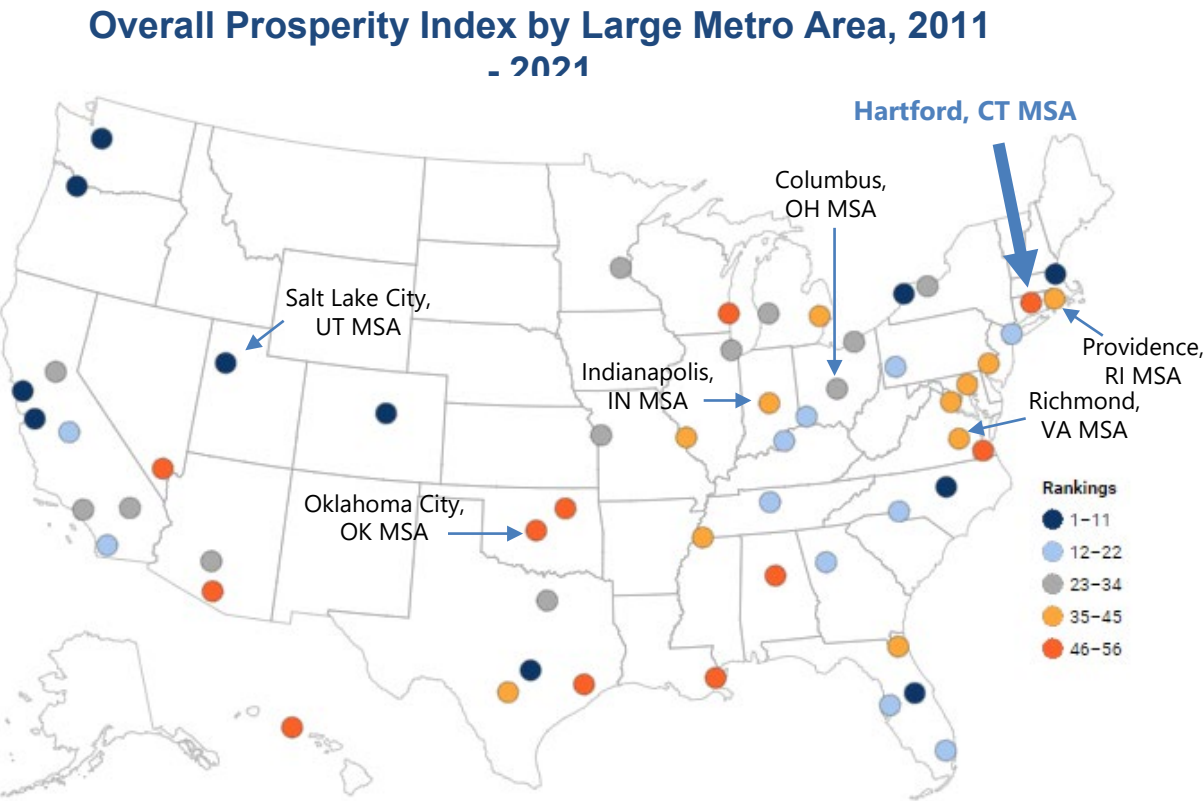 Overall Prosperity Index by Large Metro Area, 2011
- 2021
Hartford, CT MSA
Columbus,
OH MSA
Salt Lake City,
UT MSA
Providence,
RI MSA
Indianapolis,
IN MSA
Richmond,
VA MSA
Oklahoma City,
OK MSA
Rankings
1–11
12–22
23–34
35–45
46–56